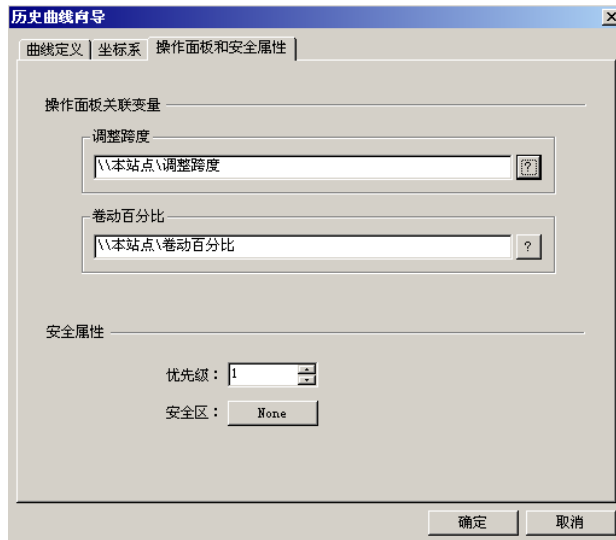 历史曲线向导
曲线定义 坐标系 操作面板和安全属性
操作面板关联变量
调整跨度
\\本站点\调整跨度 ?
卷动百分比
\\本站点\卷动百分比 ?
安全属性
优先级： 1
安全区： None
确定 取消